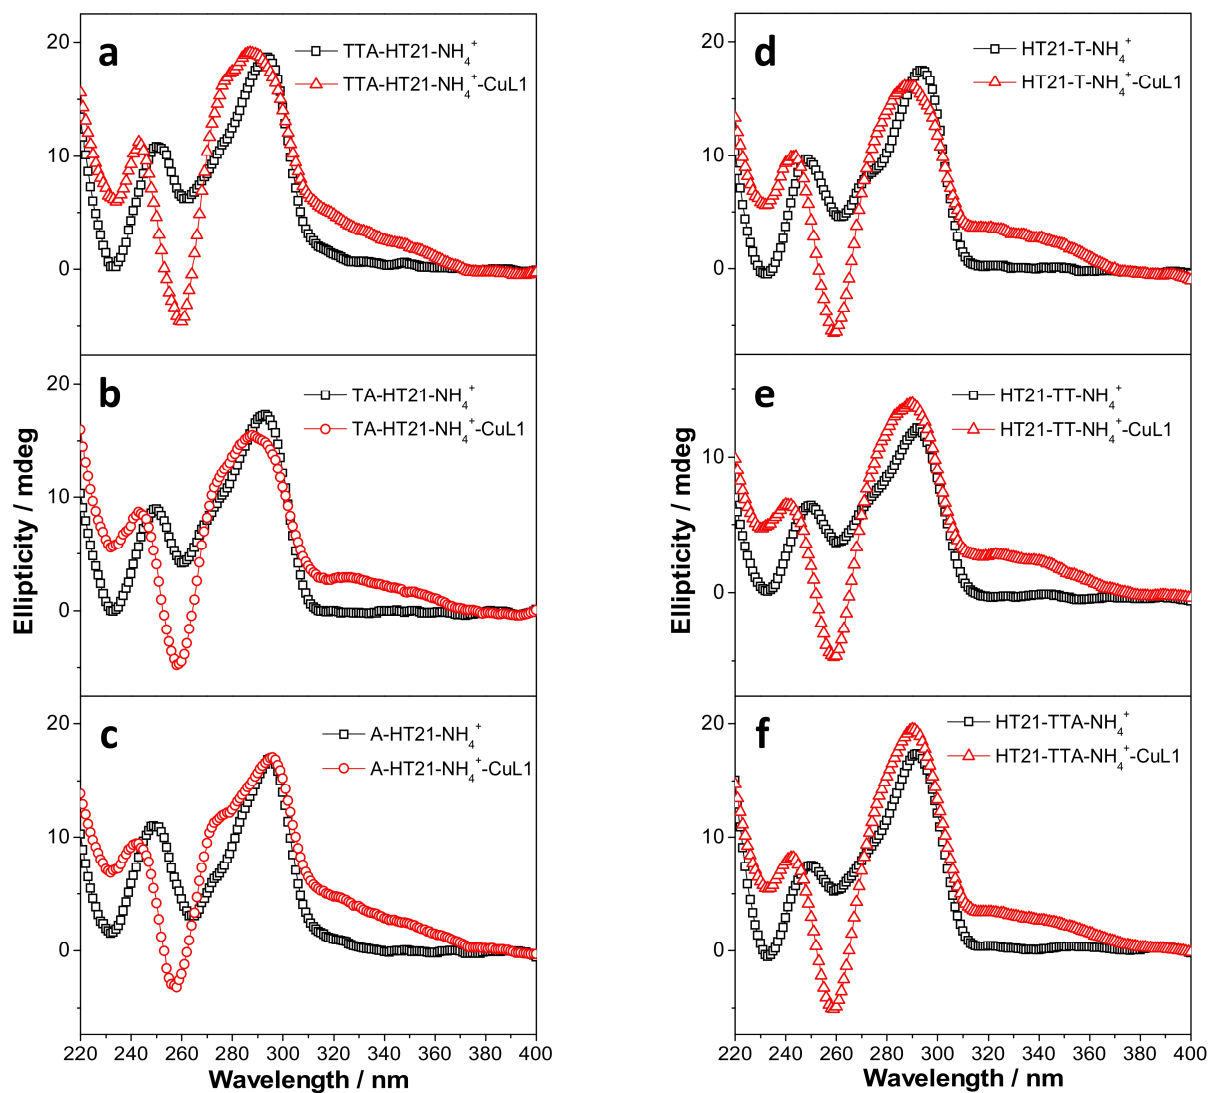 a
TTA-HT21-NH₄⁺
TTA-HT21-NH₄⁺-CuL1
20
10
0
b
TA-HT21-NH₄⁺
TA-HT21-NH₄⁺-CuL1
20
10
0
c
A-HT21-NH₄⁺
A-HT21-NH₄⁺-CuL1
20
10
0
220 240 260 280 300 320 340 360 380 400
Wavelength / nm
Ellipticity / mdeg
d
HT21-T-NH₄⁺
HT21-T-NH₄⁺-CuL1
20
10
0
e
HT21-TT-NH₄⁺
HT21-TT-NH₄⁺-CuL1
10
0
f
HT21-TTA-NH₄⁺
HT21-TTA-NH₄⁺-CuL1
20
10
0
220 240 260 280 300 320 340 360 380 400
Wavelength / nm
Ellipticity / mdeg